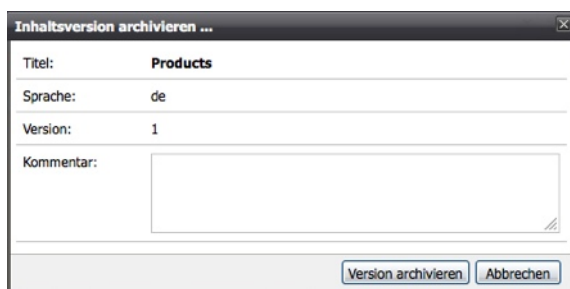 Inhaltsversion archivieren ...
Titel: Products
Sprache: de
Version: 1
Kommentar:
Version archivieren Abbrechen